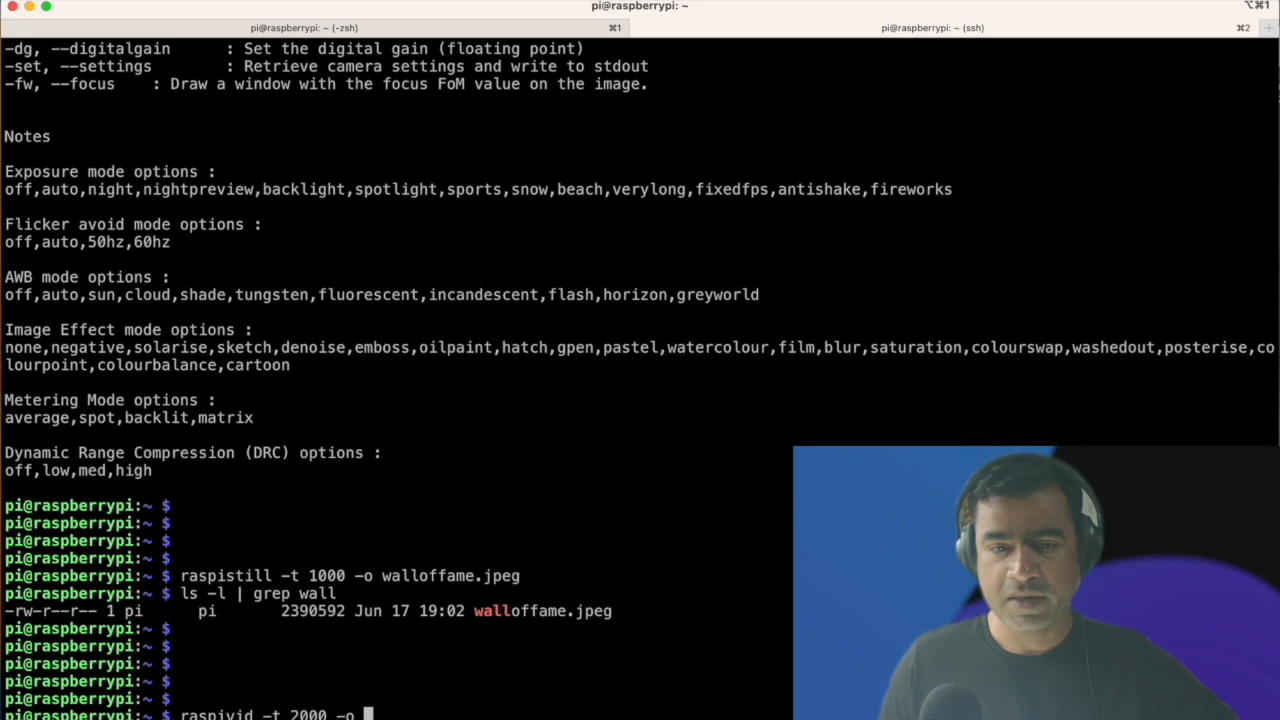 pi@raspberrypi: ~
⌥⌘1
pi@raspberrypi: ~ (-zsh)
⌘1
pi@raspberrypi: ~ (ssh)
⌘2
-dg, --digitalgain : Set the digital gain (floating point)
-set, --settings : Retrieve camera settings and write to stdout
-fw, --focus : Draw a window with the focus FoM value on the image.
Notes
Exposure mode options :
off,auto,night,nightpreview,backlight,spotlight,sports,snow,beach,verylong,fixedfps,antishake,fireworks
Flicker avoid mode options :
off,auto,50hz,60hz
AWB mode options :
off,auto,sun,cloud,shade,tungsten,fluorescent,incandescent,flash,horizon,greyworld
Image Effect mode options :
none,negative,solarise,sketch,denoise,emboss,oilpaint,hatch,gpen,pastel,watercolour,film,blur,saturation,colourswap,washedout,posterise,co
lourpoint,colourbalance,cartoon
Metering Mode options :
average,spot,backlit,matrix
Dynamic Range Compression (DRC) options :
off,low,med,high
pi@raspberrypi:~ $
pi@raspberrypi:~ $
pi@raspberrypi:~ $
pi@raspberrypi:~ $
pi@raspberrypi:~ $ raspistill -t 1000 -o walloffame.jpeg
pi@raspberrypi:~ $ ls -l | grep wall
-rw-r--r-- 1 pi pi 2390592 Jun 17 19:02 walloffame.jpeg
pi@raspberrypi:~ $
pi@raspberrypi:~ $
pi@raspberrypi:~ $
pi@raspberrypi:~ $
pi@raspberrypi:~ $
pi@raspberrypi:~ $ raspivid -t 2000 -o